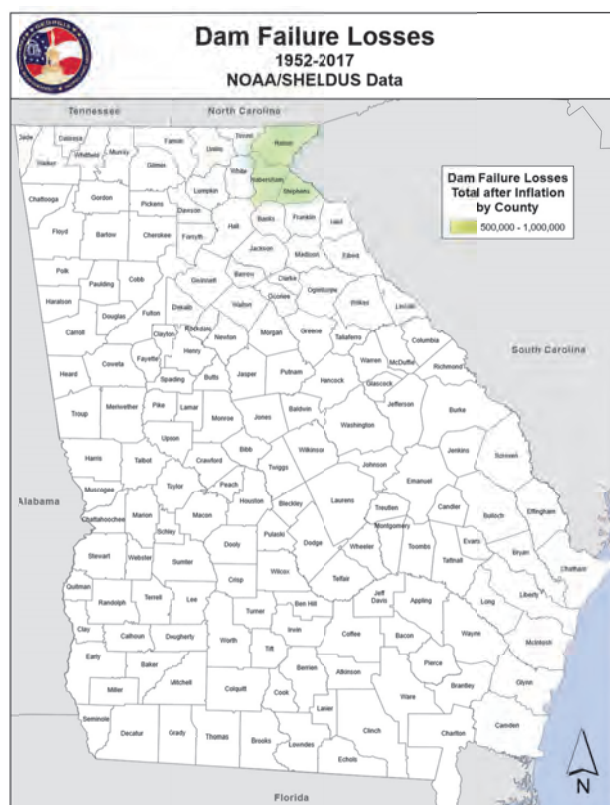 Dam Failure Losses
1952-2017
NOAA/SHELDUS Data
Tennessee North Carolina
Dade Catoosa Fannin Towns Rabun
Walker Whitfield Murray Gilmer Union White Habersham
Chattooga Gordon Pickens Lumpkin Dawson Stephens
Floyd Bartow Cherokee Forsyth Hall Banks Franklin Hart
Dam Failure Losses
Total after Inflation
by County
500,000 - 1,000,000
Polk Paulding Cobb Gwinnett Barrow Jackson Madison Elbert
Haralson Douglas Fulton Dekalb Walton Oconee Clarke Oglethorpe Wilkes Lincoln
Carroll Clayton Rockdale Newton Morgan Greene Taliaferro Columbia
South Carolina
Heard Coweta Fayette Henry Spading Butts Jasper Putnam Hancock Warren McDuffie Richmond
Glascock
Troup Meriwether Pike Lamar Monroe Jones Baldwin Jefferson Burke
Upson Washington
Harris Talbot Crawford Bibb Twiggs Wilkinson Johnson Jenkins Screven
Muscogee Taylor Peach Houston Bleckley Laurens Emanuel
Alabama
Chattahoochee Marion Macon Treutlen Candler Bulloch Effingham
Schley Pulaski Montgomery
Stewart Webster Sumter Dooly Dodge Wheeler Toombs Tattnall Evans Bryan Chatham
Quitman Crisp Wilcox Telfair
Randolph Terrell Lee Turner Ben Hill Jeff Davis Appling Long Liberty
Clay Calhoun Dougherty Worth Tift Irwin Coffee Bacon Wayne McIntosh
Early Baker Mitchell Berrien Atkinson Pierce
Miller Colquitt Cook Ware Brantley Glynn
Seminole Lanier Clinch Charlton Camden
Decatur Grady Thomas Brooks Lowndes Echols
Florida
N